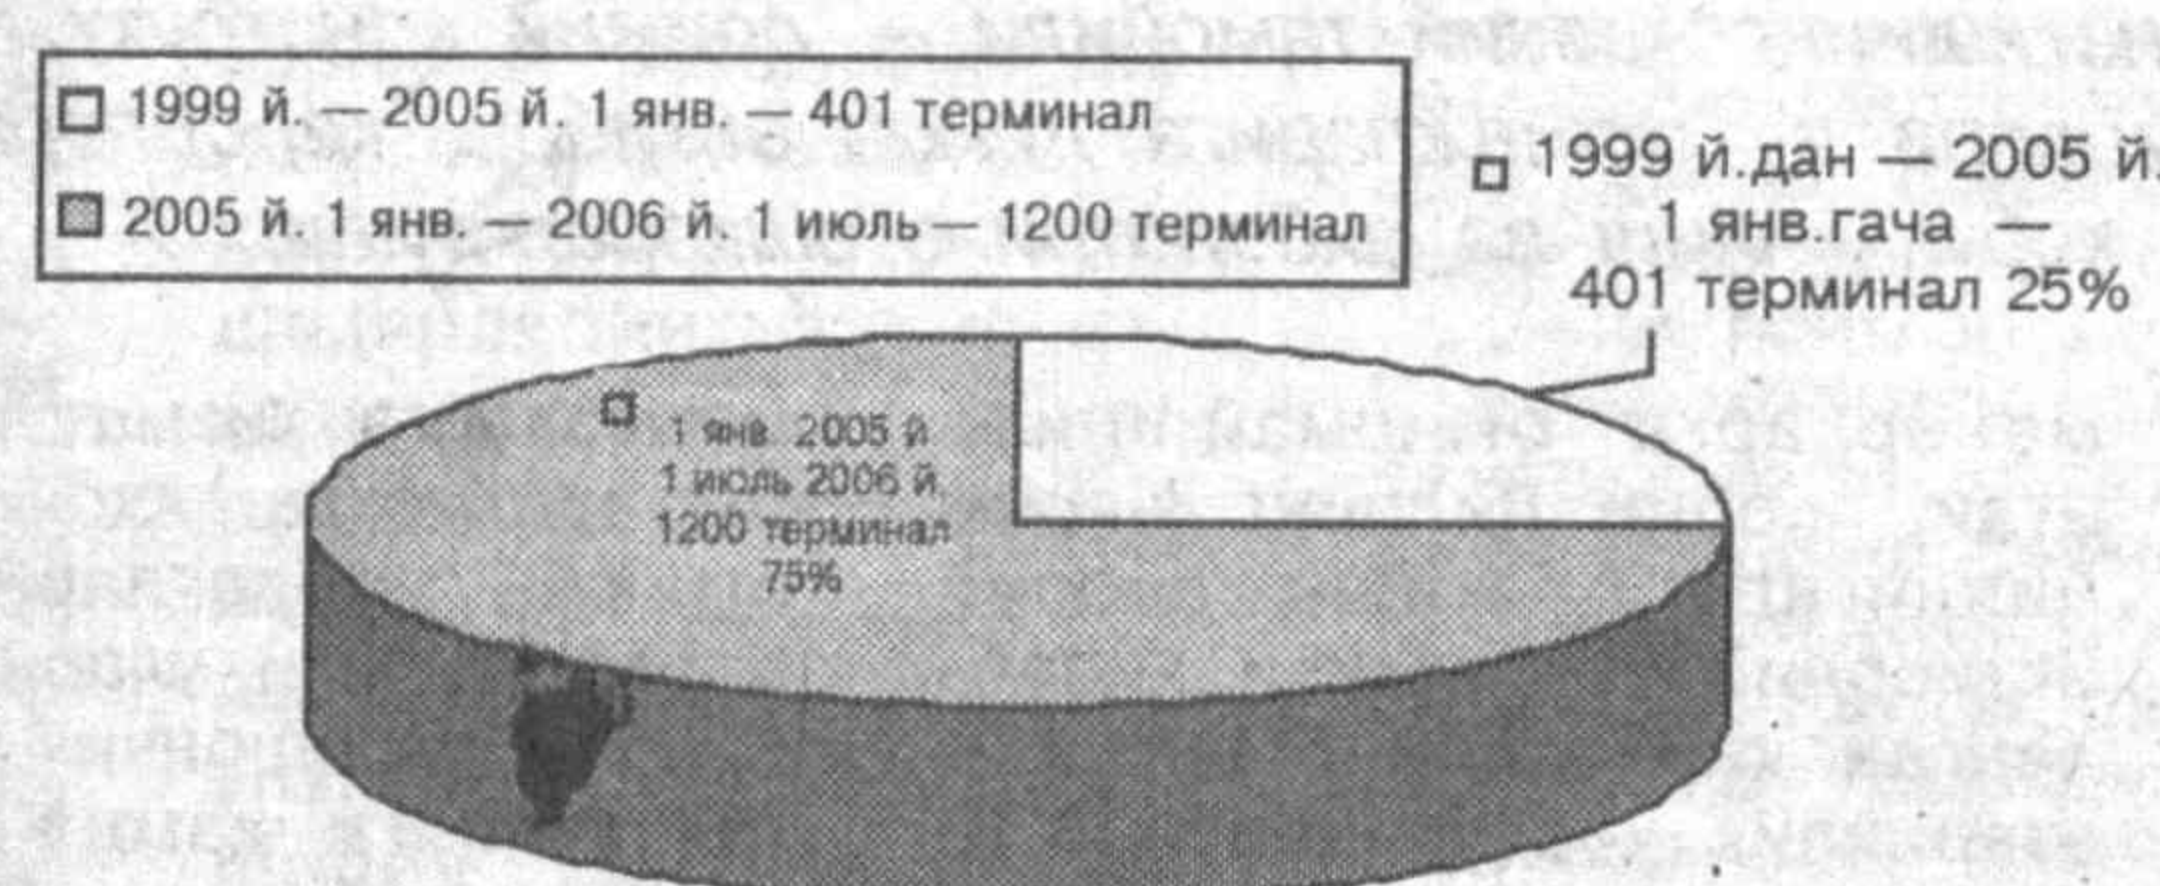 1999 й. — 2005 й. 1 янв. — 401 терминал
2005 й. 1 янв. — 2006 й. 1 июль — 1200 терминал
1999 й.дан — 2005 й.
1 янв.гача —
401 терминал 25%
1 янв. 2005 й
1 июль 2006 й.
1200 терминал
75%